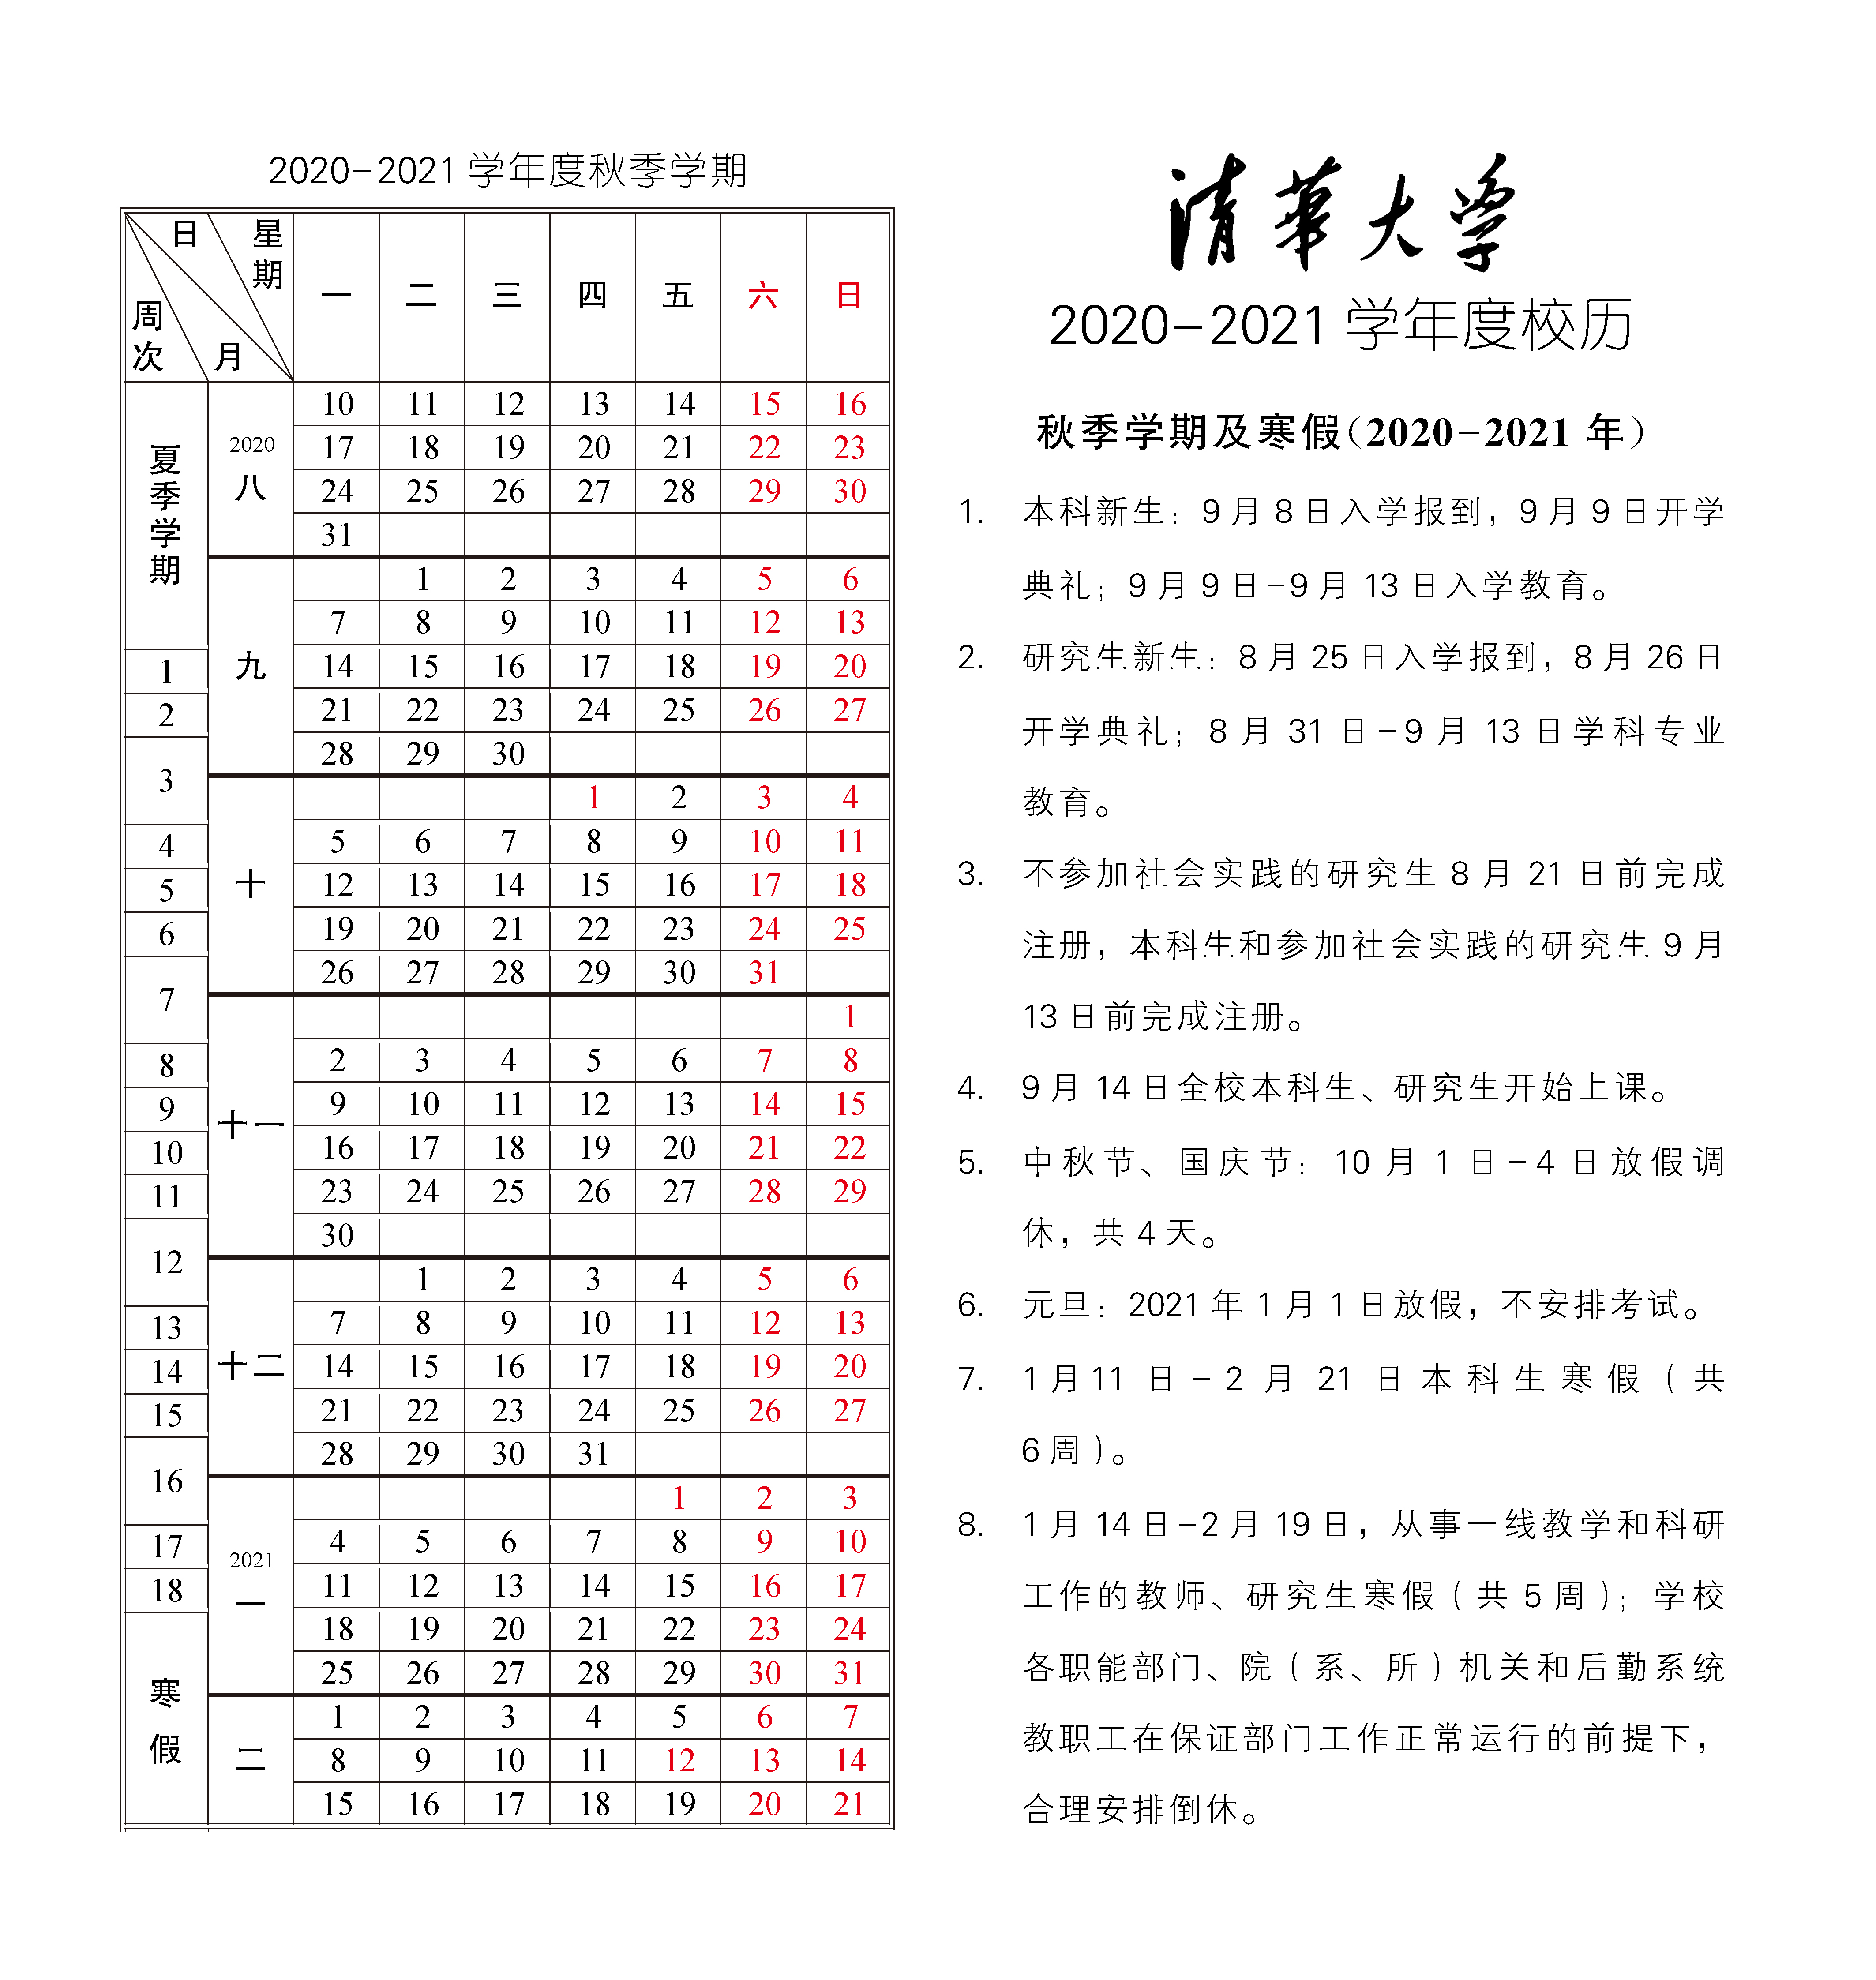 2020-2021 学年度秋季学期
日 星期 周次 月 一 二 三 四 五 六 日
夏季学期
2020
八
10 11 12 13 14 15 16
17 18 19 20 21 22 23
24 25 26 27 28 29 30
31
九
1 2 3 4 5 6
7 8 9 10 11 12 13
1 14 15 16 17 18 19 20
2 21 22 23 24 25 26 27
3 28 29 30
十
1 2 3 4
4 5 6 7 8 9 10 11
5 12 13 14 15 16 17 18
6 19 20 21 22 23 24 25
7 26 27 28 29 30 31
十一
1
8 2 3 4 5 6 7 8
9 9 10 11 12 13 14 15
10 16 17 18 19 20 21 22
11 23 24 25 26 27 28 29
12 30
十二
1 2 3 4 5 6
13 7 8 9 10 11 12 13
14 14 15 16 17 18 19 20
15 21 22 23 24 25 26 27
16 28 29 30 31
2021
一
1 2 3
17 4 5 6 7 8 9 10
18 11 12 13 14 15 16 17
寒假
18 19 20 21 22 23 24
25 26 27 28 29 30 31
二
1 2 3 4 5 6 7
8 9 10 11 12 13 14
15 16 17 18 19 20 21
清華大学
2020-2021 学年度校历
秋季学期及寒假(2020-2021 年)
1. 本科新生：9 月 8 日入学报到，9 月 9 日开学
典礼；9 月 9 日-9 月 13 日入学教育。
2. 研究生新生：8 月 25 日入学报到，8 月 26 日
开学典礼；8 月 31 日-9 月 13 日学科专业
教育。
3. 不参加社会实践的研究生 8 月 21 日前完成
注册，本科生和参加社会实践的研究生 9 月
13 日前完成注册。
4. 9 月 14 日全校本科生、研究生开始上课。
5. 中秋节、国庆节：10 月 1 日-4 日放假调
休，共 4 天。
6. 元旦：2021 年 1 月 1 日放假，不安排考试。
7. 1 月 11 日-2 月 21 日本科生寒假（共
6 周）。
8. 1 月 14 日-2 月 19 日，从事一线教学和科研
工作的教师、研究生寒假（共 5 周）；学校
各职能部门、院（系、所）机关和后勤系统
教职工在保证部门工作正常运行的前提下，
合理安排倒休。